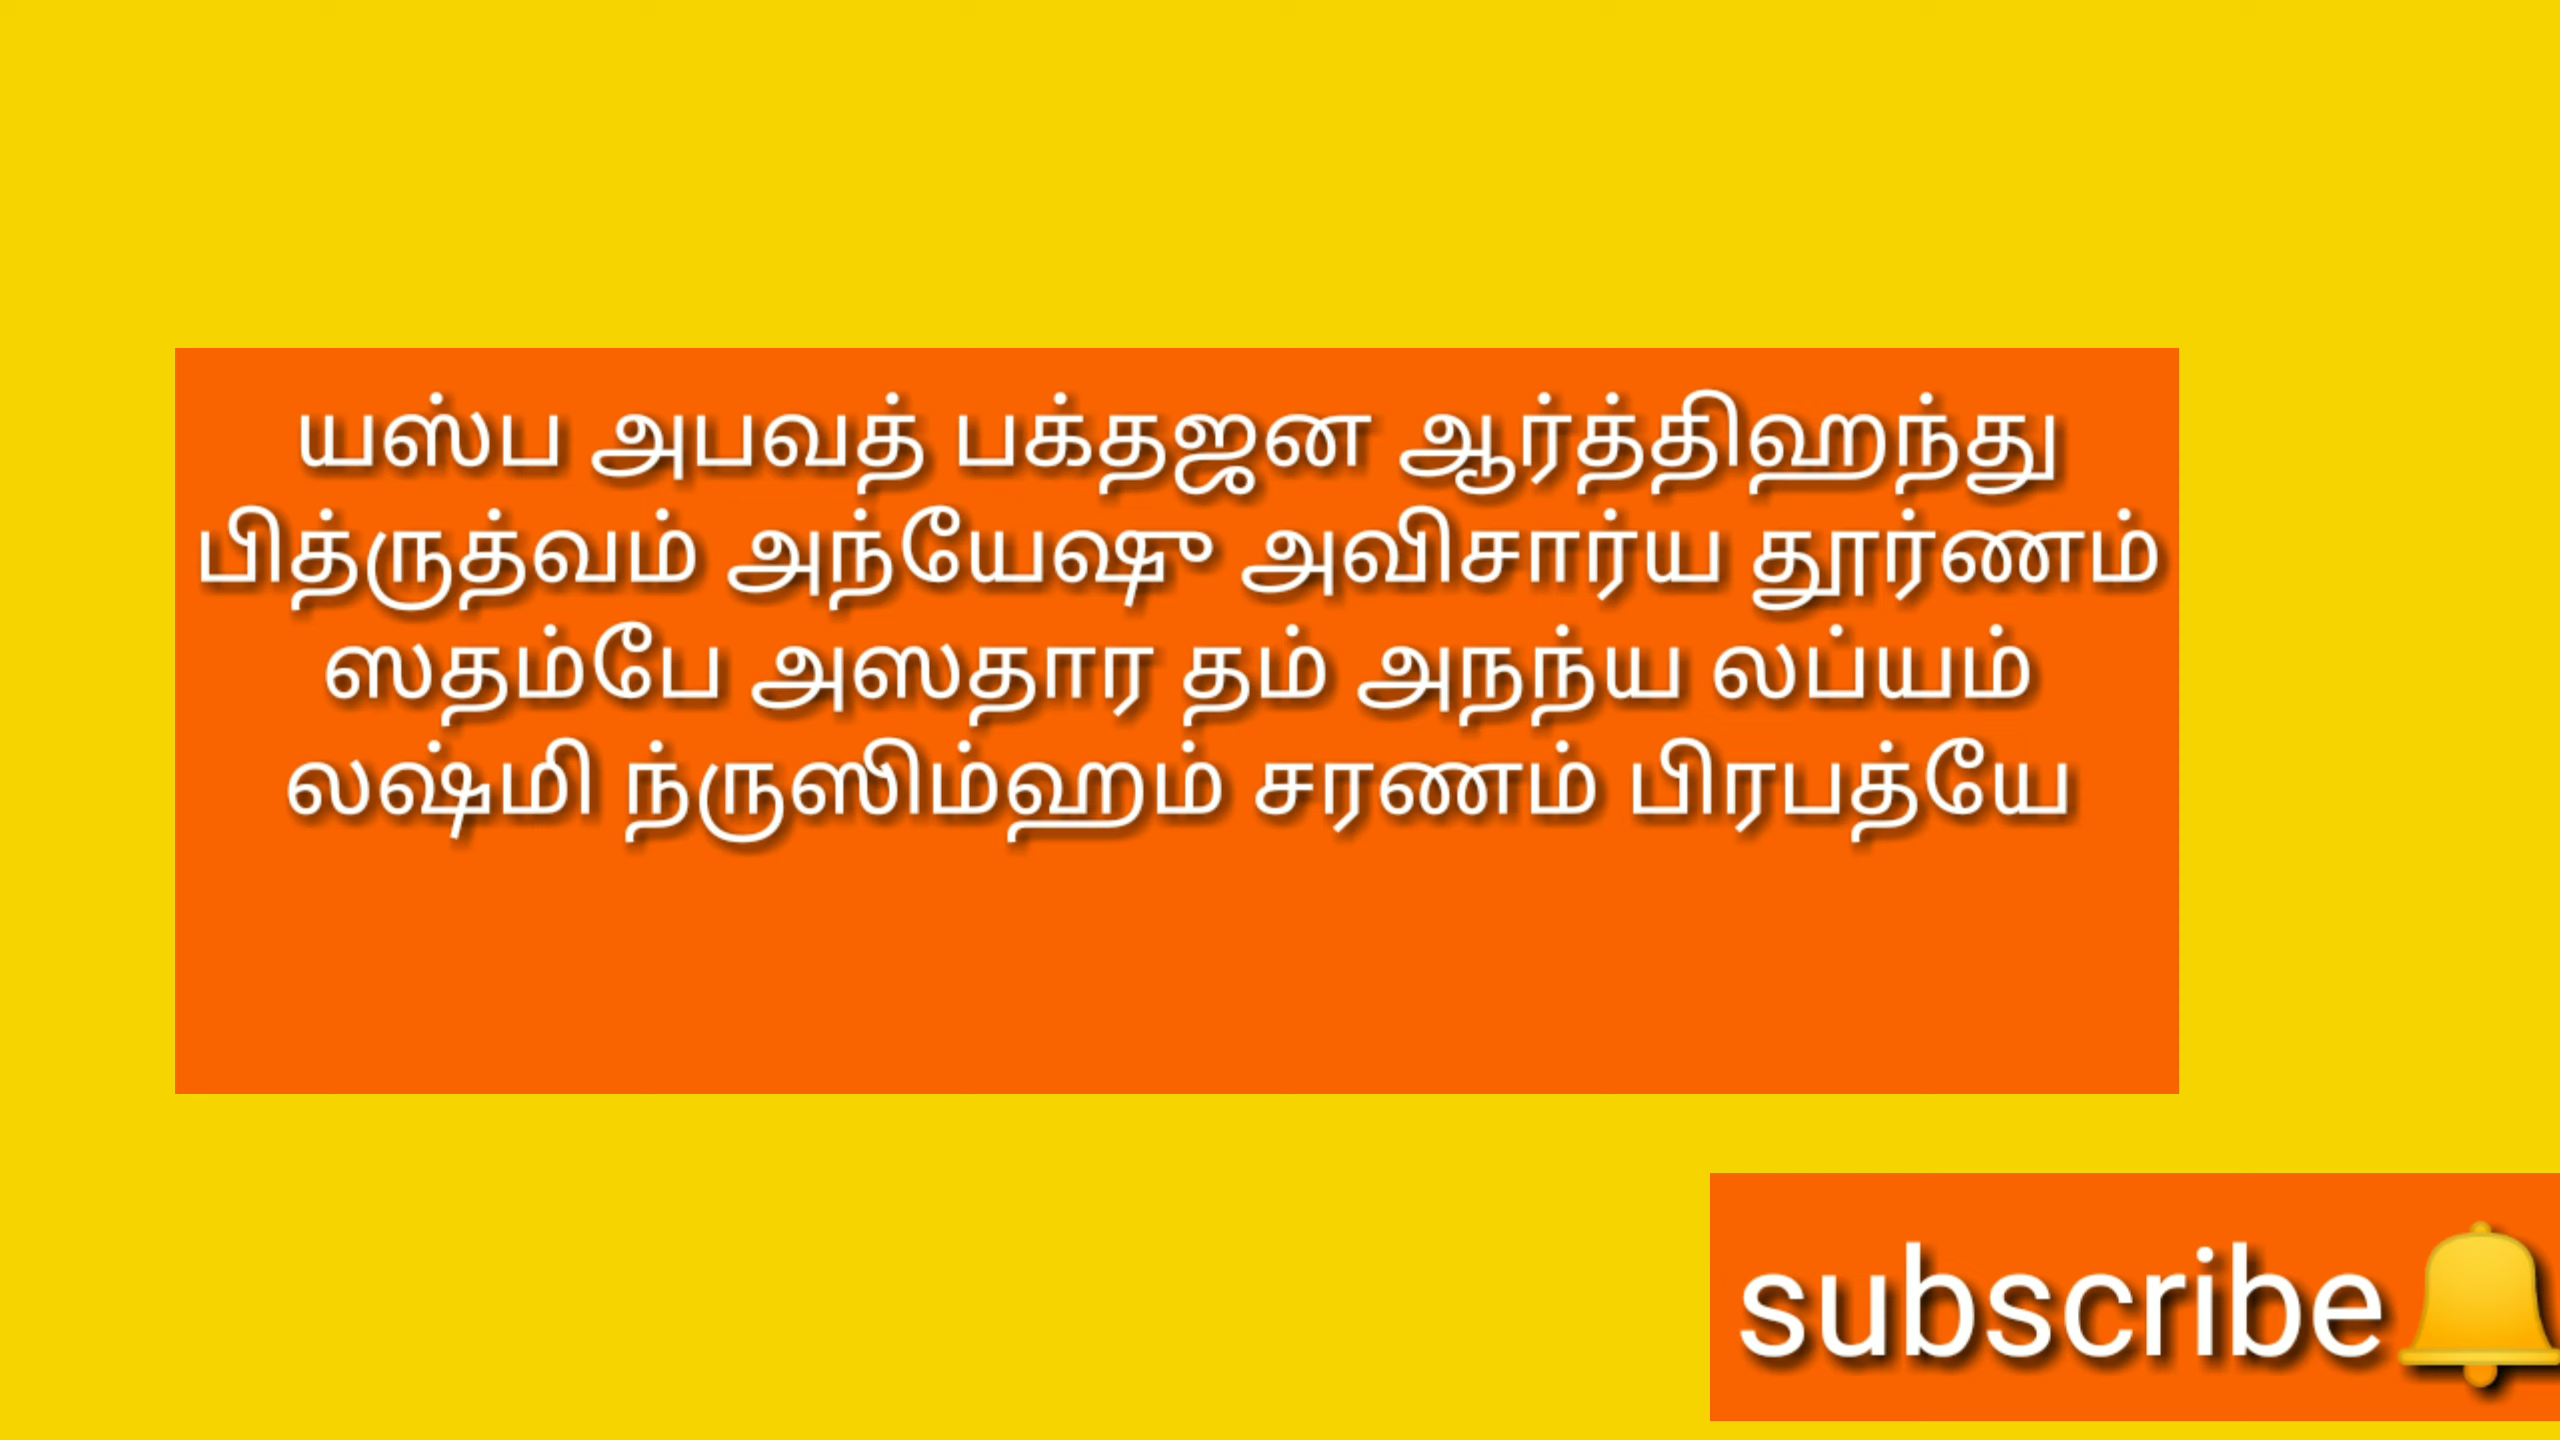 யஸ்ப அபவத் பக்தஜன ஆர்த்திஹந்து
பித்ருத்வம் அந்யேஷு அவிசார்ய தூர்ணம்
ஸதம்பே அஸதார தம் அநந்ய லப்யம்
லஷ்மி ந்ருஸிம்ஹம் சரணம் பிரபத்யே
subscribe🔔